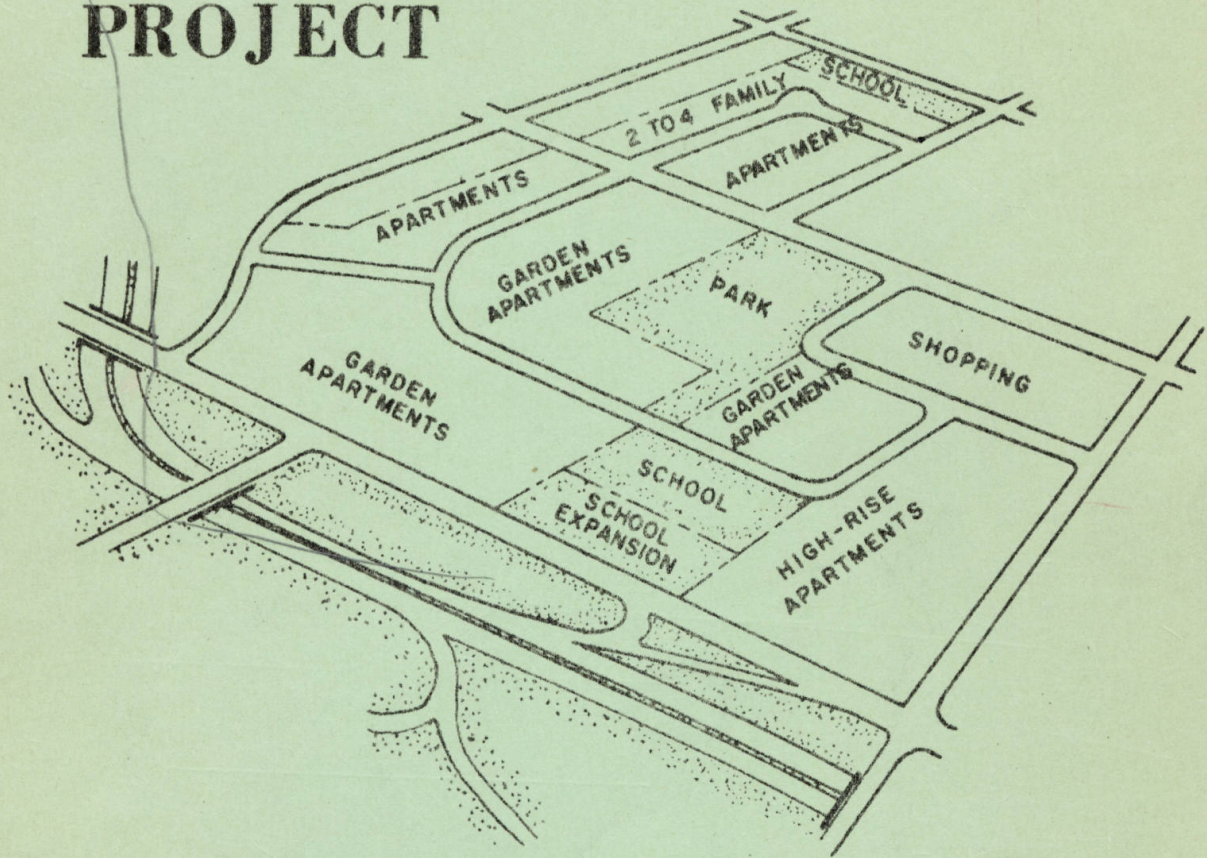 PROJECT
SCHOOL
2 TO 4 FAMILY
APARTMENTS
APARTMENTS
GARDEN
APARTMENTS
PARK
SHOPPING
GARDEN
APARTMENTS
GARDEN
APARTMENTS
SCHOOL
SCHOOL
EXPANSION
HIGH-RISE
APARTMENTS